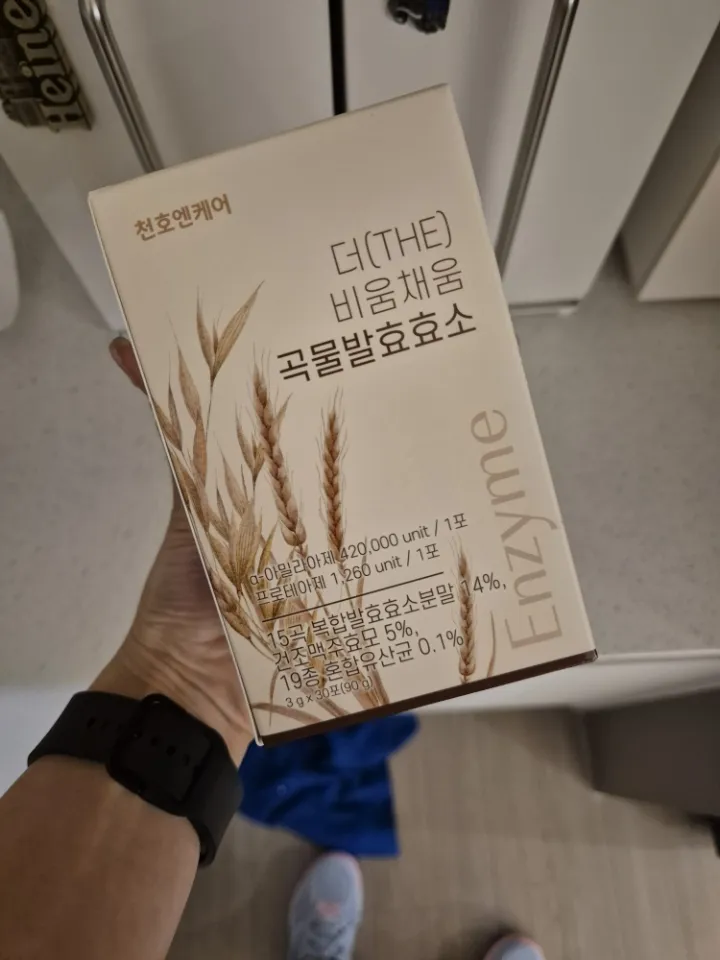 Heine
천호엔케어
더(THE)
비움채움
곡물발효효소
Enzyme
α-아밀라아제 420,000 unit / 1포
프로테아제 1,260 unit / 1포
15곡 복합발효효소분말 14%,
건조맥주효모 5%,
19종 혼합유산균 0.1%
3 g x 30포(90 g)